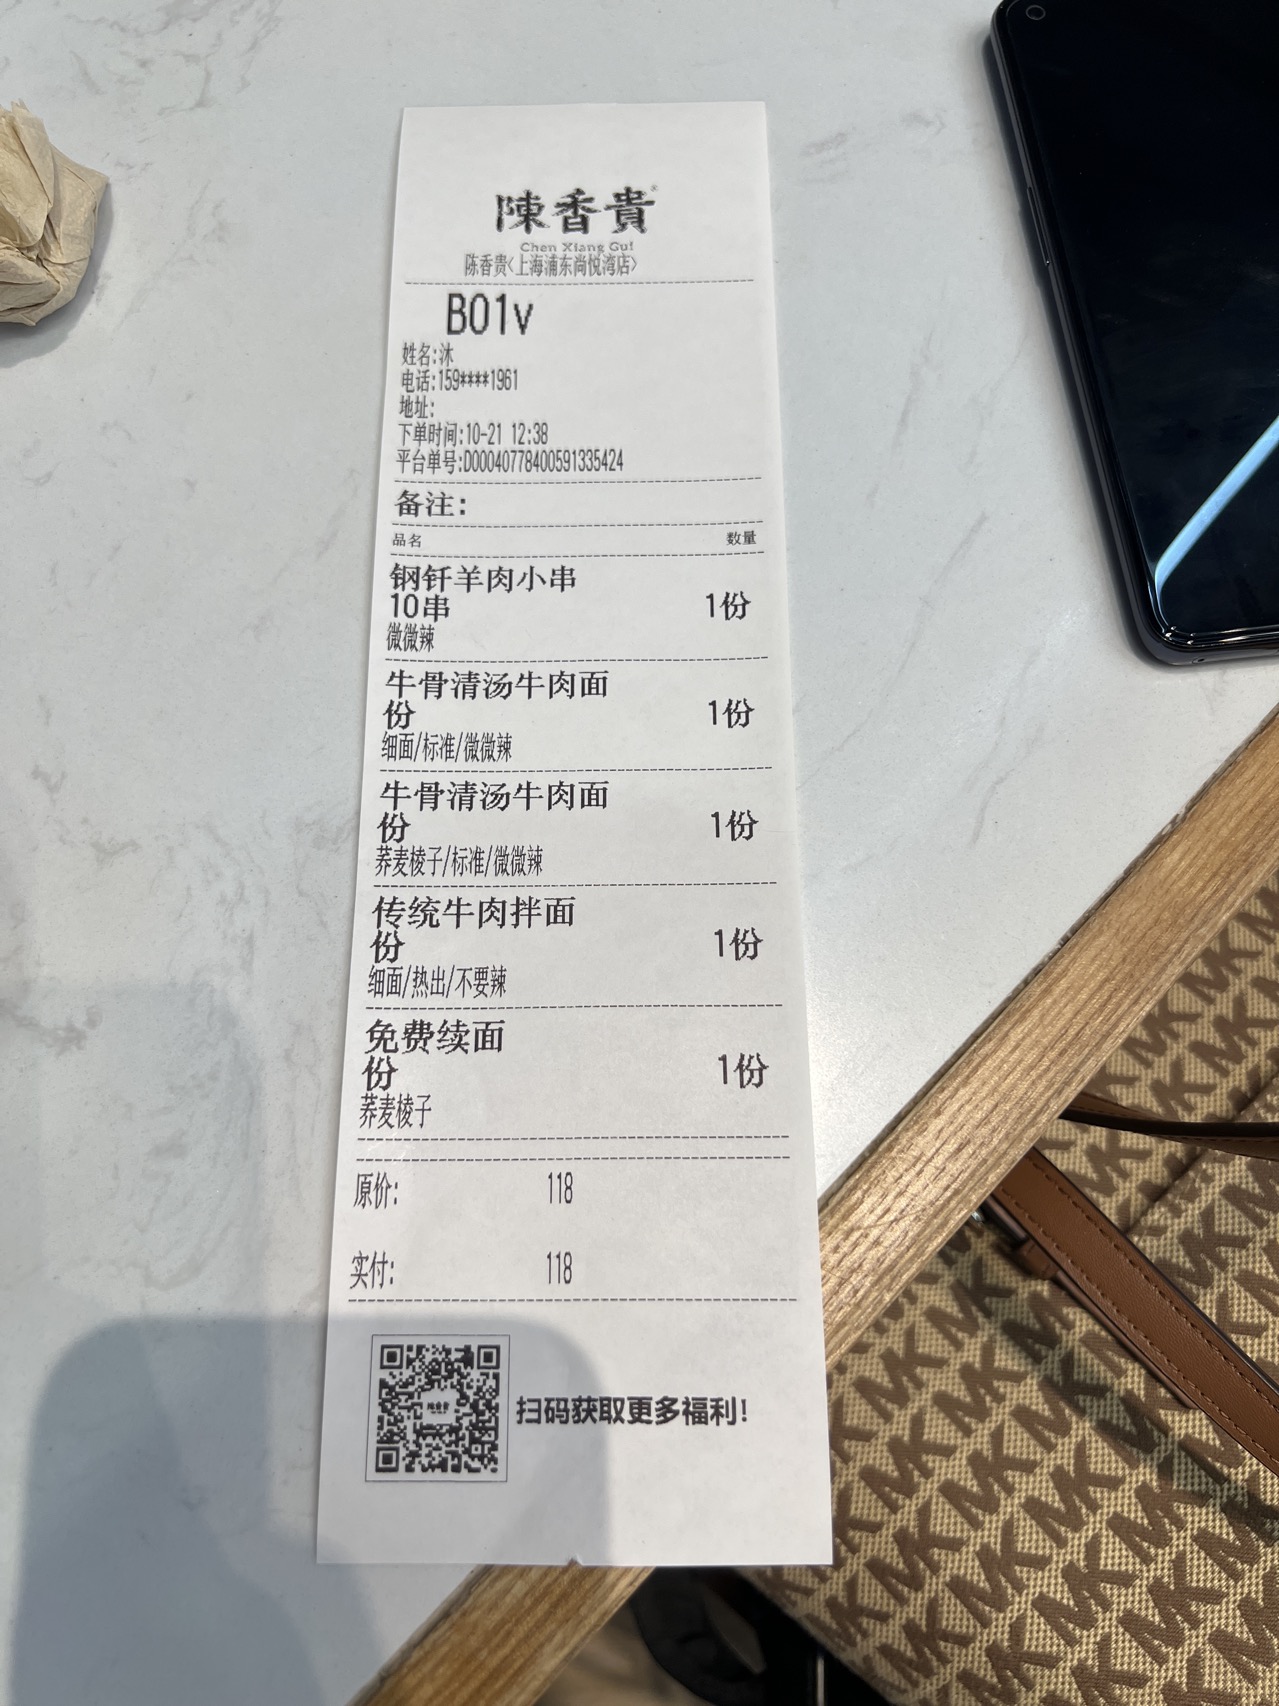 陳香貴®
Chen Xiang Gui
陈香贵<上海浦东尚悦湾店>
B01v
姓名:沐
电话:159****1961
地址:
下单时间:10-21 12:38
平台单号:D00040778400591335424
备注:
品名 数量
钢钎羊肉小串
10串 1份
微微辣
牛骨清汤牛肉面
份 1份
细面/标准/微微辣
牛骨清汤牛肉面
份 1份
荞麦棱子/标准/微微辣
传统牛肉拌面
份 1份
细面/热出/不要辣
免费续面
份 1份
荞麦棱子
原价: 118
实付: 118
陳香貴
扫码获取更多福利!